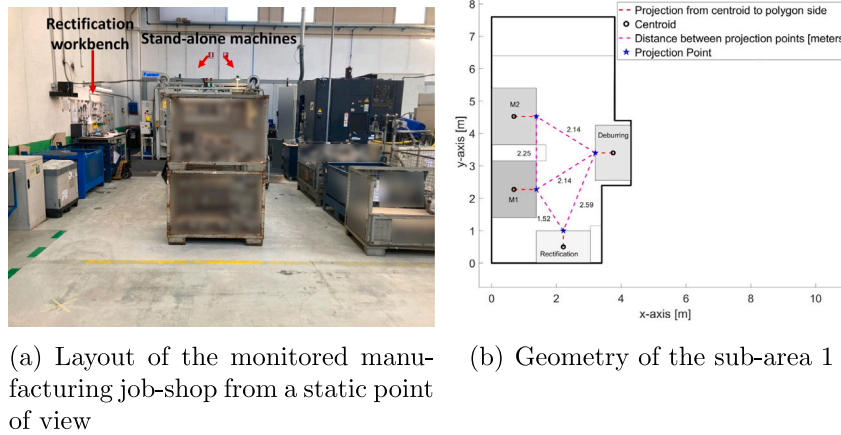 Rectification
workbench
Stand-alone machines
8
7
6
5
4
3
2
1
0
y-axis [m]
Projection from centroid to polygon side
Centroid
Distance between projection points [meters
Projection Point
M2
2.14
Deburring
2.25
2.14
M1
2.59
1.52
Rectification
0 2 4 6 8 10
x-axis [m]
(a) Layout of the monitored manu-
facturing job-shop from a static point
of view
(b) Geometry of the sub-area 1